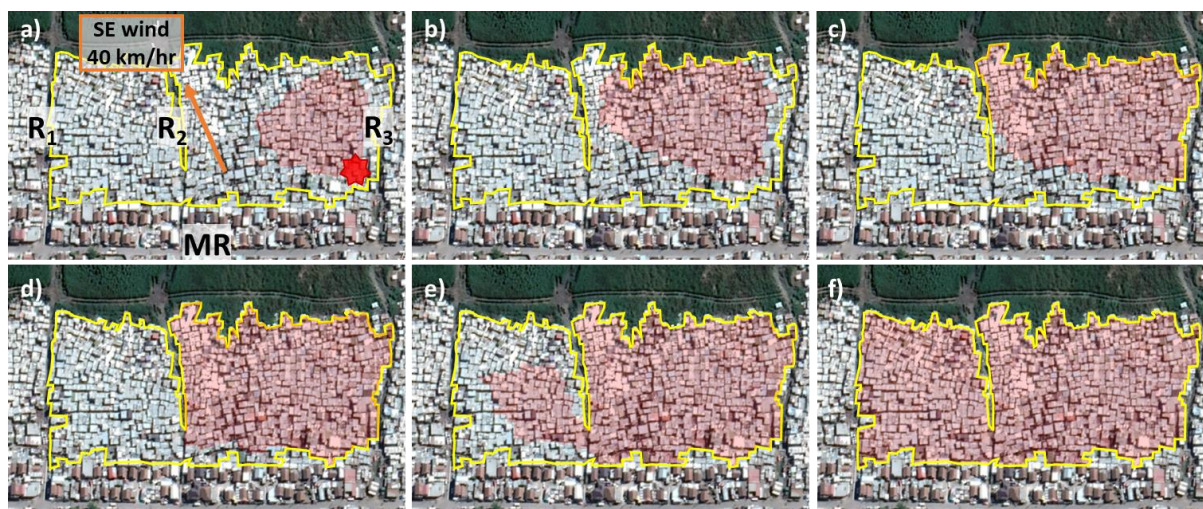 a)
SE wind
40 km/hr
R₁
R₂
R₃
MR
b)
c)
d)
e)
f)